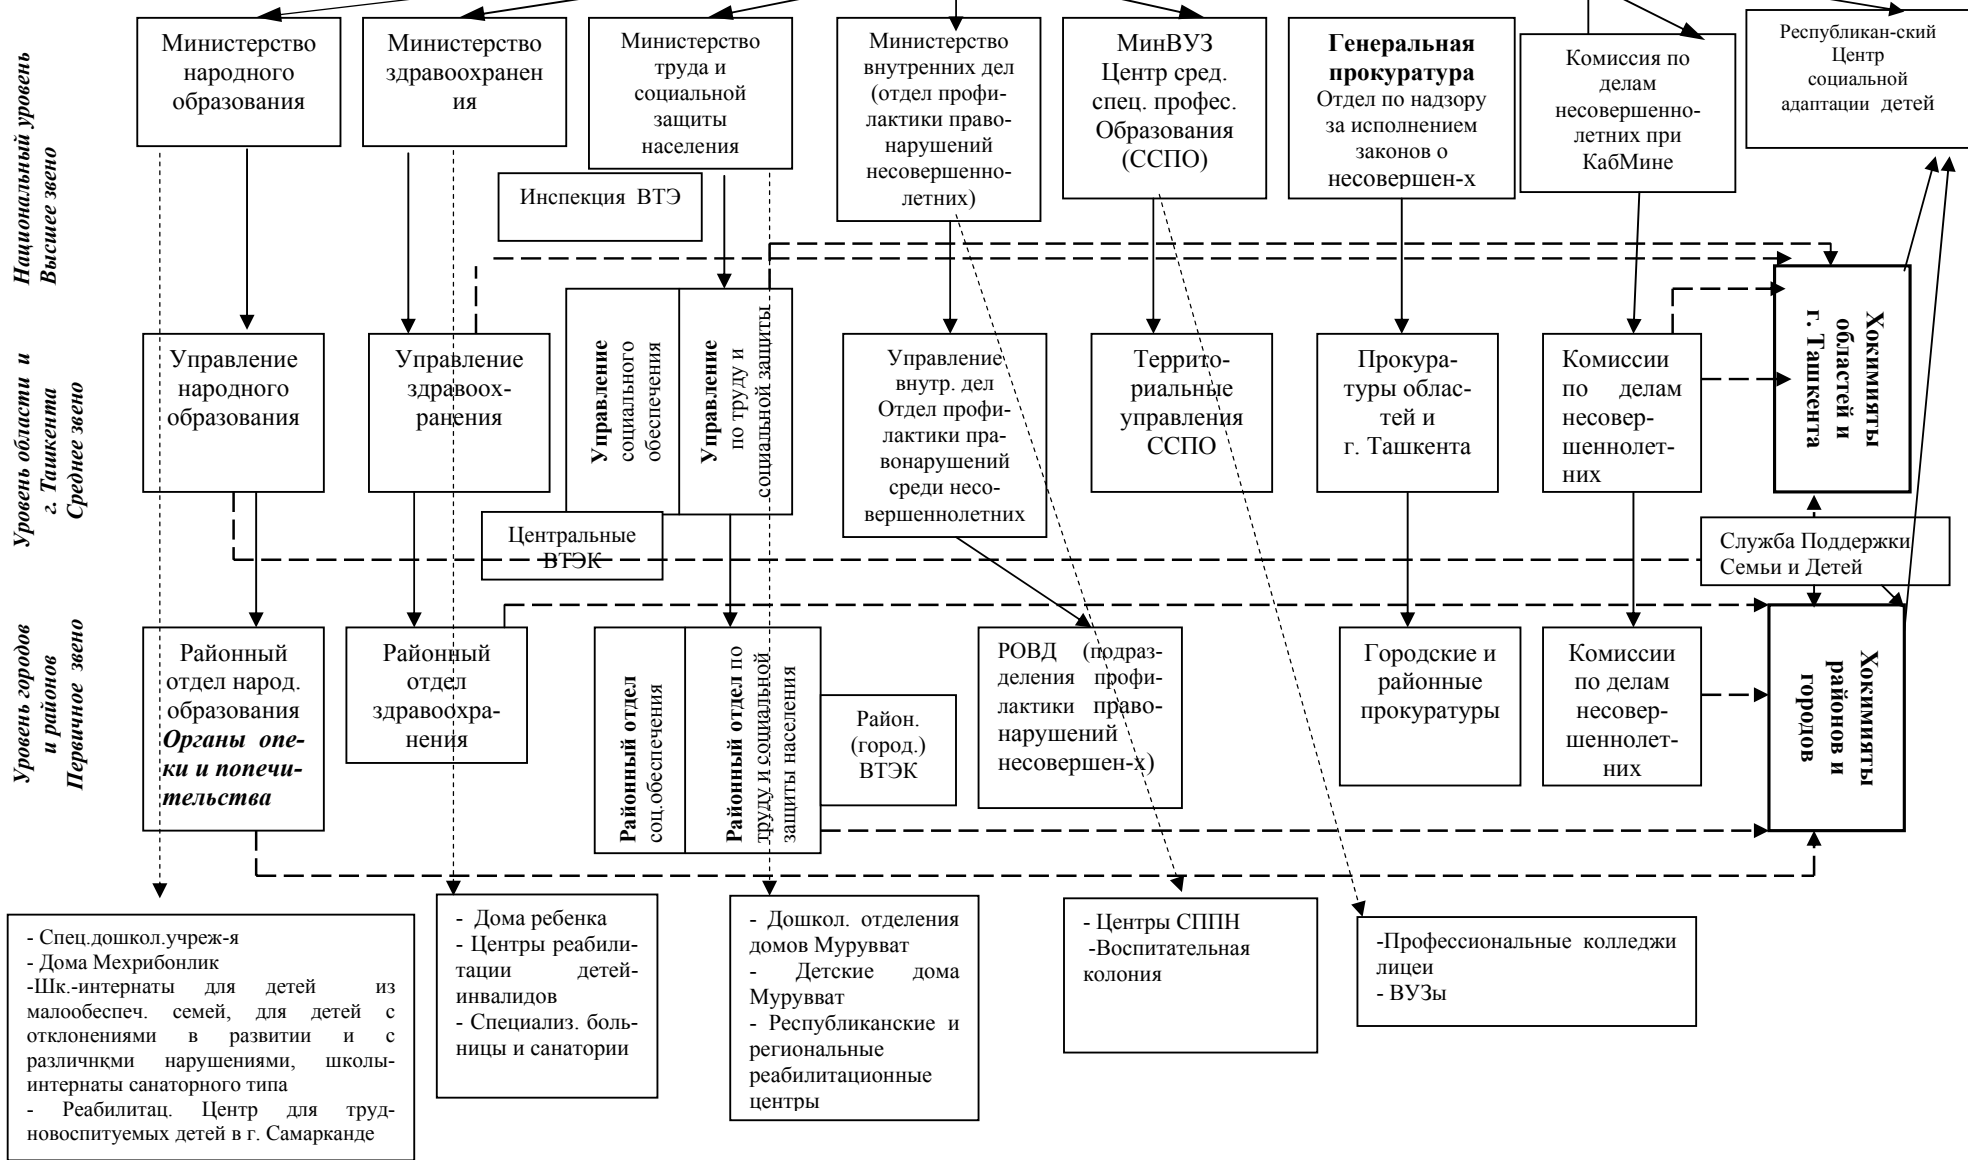 Национальный уровень
Высшее звено
Министерство
народного
образования
Министерство
здравоохранен
ия
Министерство
труда и
социальной
защиты
населения
Министерство
внутренних дел
(отдел профи-
лактики право-
нарушений
несовершенно-
летних)
МинВУЗ
Центр сред.
спец. професс.
Образования
(ССПО)
Генеральная
прокуратура
Отдел по надзору
за исполнением
законов о
несовершен-х
Комиссия по
делам
несовершенно-
летних при
КабМине
Республикан-ский
Центр
социальной
адаптации детей
Инспекция ВТЭ
Уровень области и
г. Ташкента
Среднее звено
Управление
народного
образования
Управление
здравоох-
ранения
Управление
социального
обеспечения
Управление
по труду и
социальной защиты
Управление
внутр. дел
Отдел профи-
лактики пра-
вонарушений
среди несо-
вершеннолетних
Террито-
риальные
управления
ССПО
Прокура-
туры облас-
тей и
г. Ташкента
Комиссии
по делам
несовер-
шеннолет-
них
Хокимияты
областей и
г. Ташкента
Центральные
ВТЭК
Служба Поддержки
Семьи и Детей
Уровень городов
и районов
Первичное звено
Районный
отдел народ.
образования
Органы опе-
ки и попечи-
тельства
Районный
отдел
здравоохра-
нения
Районный отдел
соц.обеспечения
Районный отдел по
труду и социальной
защиты населения
Район.
(город.)
ВТЭК
РОВД (подраз-
деления профи-
лактики право-
нарушений
несовершен-х)
Городские и
районные
прокуратуры
Комиссии
по делам
несовер-
шеннолет-
них
Хокимияты
районов и
городов
- Спец.дошкол.учреж-я
- Дома Мехрибонлик
-Шк.-интернаты для детей из
малообеспеч. семей, для детей с
отклонениями в развитии и с
различнқми нарушениями, школы-
интернаты санаторного типа
- Реабилитац. Центр для труд-
новоспитуемых детей в г. Самарканде
- Дома ребенка
- Центры реабили-
тации детей-
инвалидов
- Специализ. боль-
ницы и санатории
- Дошкол. отделения
домов Мурувват
- Детские дома
Мурувват
- Республиканские и
региональные
реабилитационные
центры
- Центры СППН
-Воспитательная
колония
-Профессиональные колледжи
лицеи
- ВУЗы